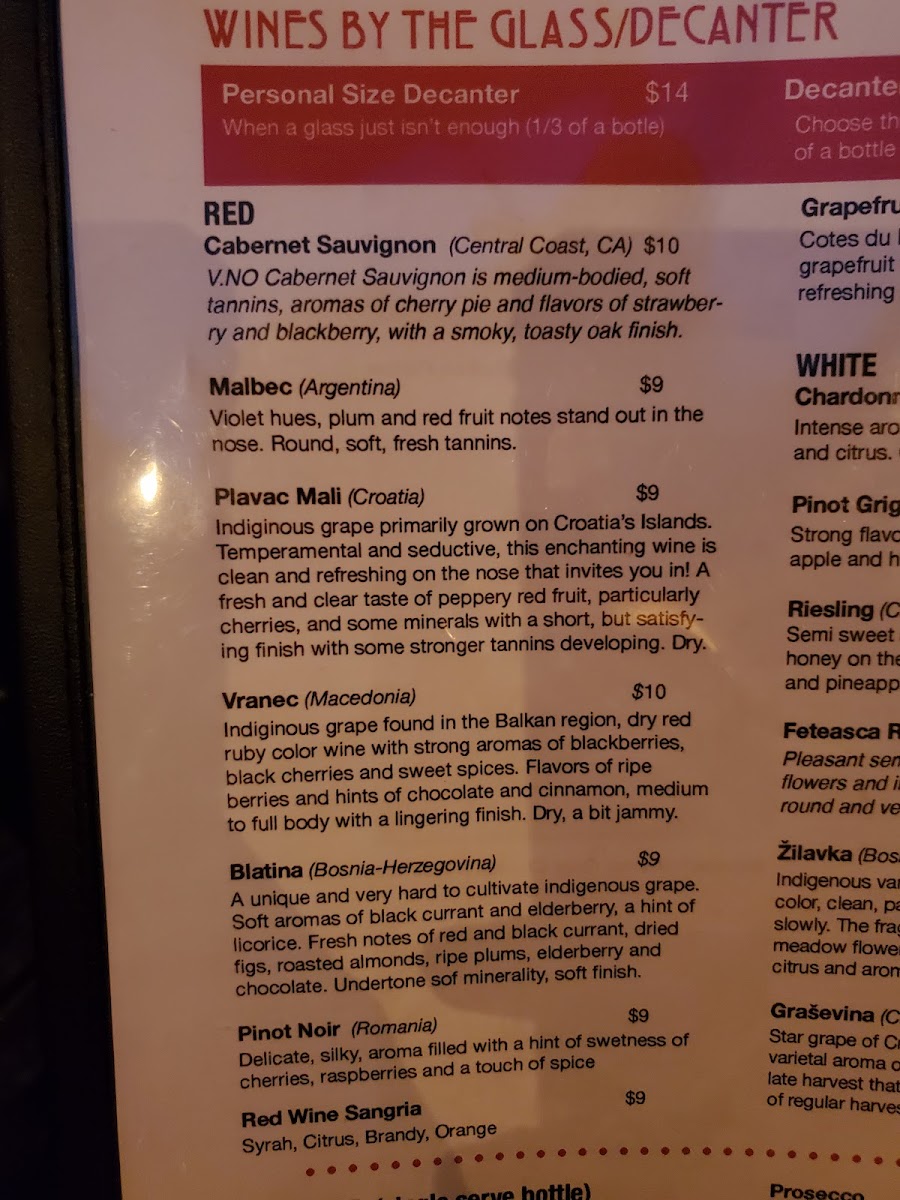 WINES BY THE GLASS/DECANTER
Personal Size Decanter $14
When a glass just isn't enough (1/3 of a botle)
RED
Cabernet Sauvignon (Central Coast, CA) $10
V.NO Cabernet Sauvignon is medium-bodied, soft
tannins, aromas of cherry pie and flavors of strawber-
ry and blackberry, with a smoky, toasty oak finish.
Malbec (Argentina) $9
Violet hues, plum and red fruit notes stand out in the
nose. Round, soft, fresh tannins.
Plavac Mali (Croatia) $9
Indiginous grape primarily grown on Croatia's Islands.
Temperamental and seductive, this enchanting wine is
clean and refreshing on the nose that invites you in! A
fresh and clear taste of peppery red fruit, particularly
cherries, and some minerals with a short, but satisfy-
ing finish with some stronger tannins developing. Dry.
Vranec (Macedonia) $10
Indiginous grape found in the Balkan region, dry red
ruby color wine with strong aromas of blackberries,
black cherries and sweet spices. Flavors of ripe
berries and hints of chocolate and cinnamon, medium
to full body with a lingering finish. Dry, a bit jammy.
Blatina (Bosnia-Herzegovina) $9
A unique and very hard to cultivate indigenous grape.
Soft aromas of black currant and elderberry, a hint of
licorice. Fresh notes of red and black currant, dried
figs, roasted almonds, ripe plums, elderberry and
chocolate. Undertone sof minerality, soft finish.
Pinot Noir (Romania) $9
Delicate, silky, aroma filled with a hint of swetness of
cherries, raspberries and a touch of spice
Red Wine Sangria $9
Syrah, Citrus, Brandy, Orange
serve bottle)
Decante
Choose th
of a bottle
Grapefru
Cotes du
grapefruit
refreshing
WHITE
Chardonn
Intense aro
and citrus.
Pinot Grig
Strong flavo
apple and h
Riesling (C
Semi sweet
honey on the
and pineapp
Feteasca R
Pleasant sem
flowers and i
round and ve
Žilavka (Bos
Indigenous var
color, clean, pa
slowly. The frag
meadow flower
citrus and arom
Graševina (C
Star grape of Cr
varietal aroma o
late harvest that
of regular harves
Prosecco